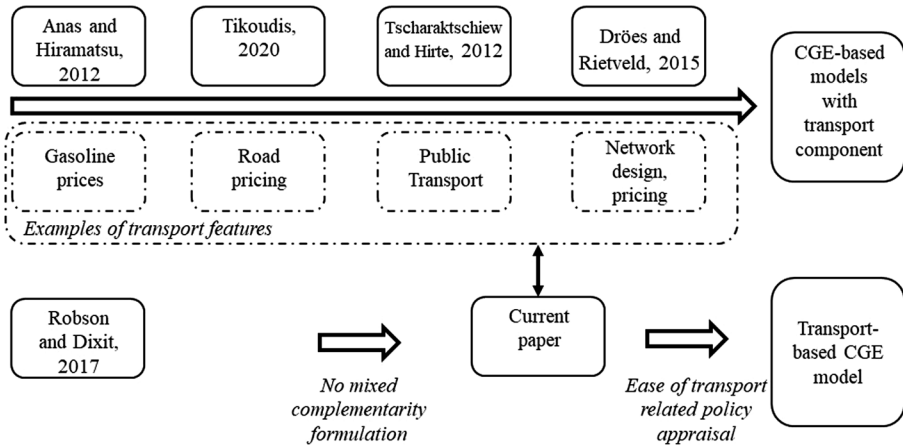 Anas and
Hiramatsu,
2012
Tikoudis,
2020
Tscharaktschiew
and Hirte, 2012
Dröes and
Rietveld, 2015
CGE-based
models
with
transport
component
Gasoline
prices
Road
pricing
Public
Transport
Network
design,
pricing
Examples of transport features
Robson
and Dixit,
2017
No mixed
complementarity
formulation
Current
paper
Ease of transport
related policy
appraisal
Transport-
based CGE
model